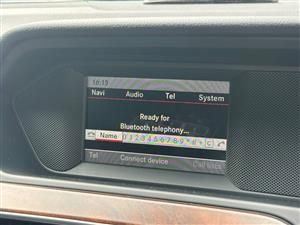 16:13
Navi Audio Tel System
Ready for
Bluetooth telephony...
Name 0 1 2 3 4 5 6 7 8 9 * # + C
Tel Connect device Call lists